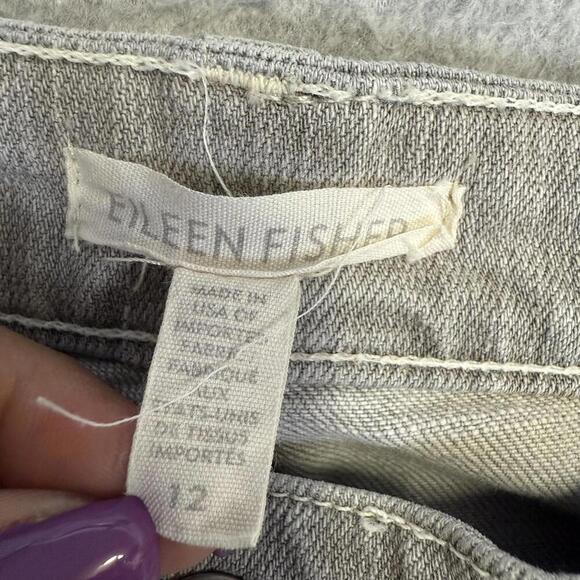 EILEEN FISHER
MADE IN
USA OF
IMPORTED
FABRIC
FABRIQUÉ
AUX
ÉTATS-UNIS
DE TISSUS
IMPORTÉS
12